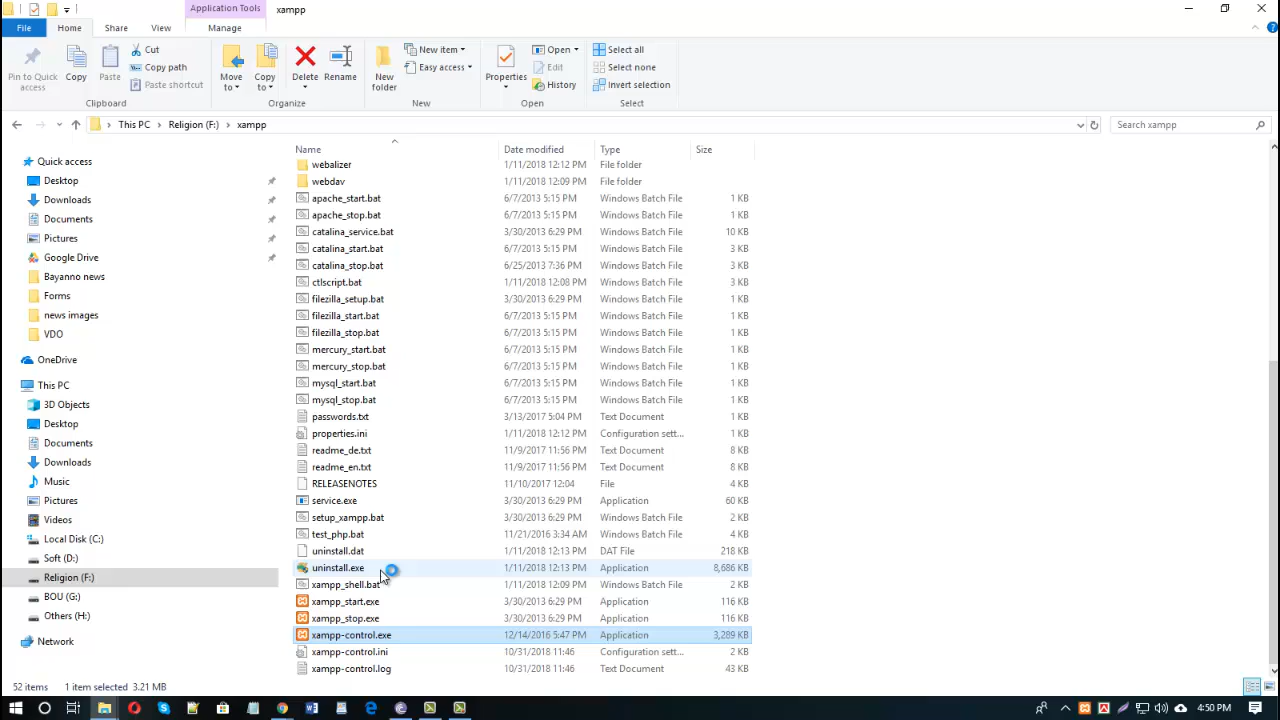 Application Tools xampp
File Home Share View Manage
Pin to Quick access
Copy
Paste
Cut
Copy path
Paste shortcut
Move to
Copy to
Delete
Rename
New folder
New item
Easy access
Properties
Open
Edit
History
Select all
Select none
Invert selection
Clipboard Organize New Open Select
This PC Religion (F:) xampp Search xampp
Name Date modified Type Size
Quick access
Desktop
Downloads
Documents
Pictures
Google Drive
Bayanno news
Forms
news images
VDO
OneDrive
This PC
3D Objects
Desktop
Documents
Downloads
Music
Pictures
Videos
Local Disk (C:)
Soft (D:)
Religion (F:)
BOU (G:)
Others (H:)
Network
webalizer 1/11/2018 12:12 PM File folder
webdav 1/11/2018 12:09 PM File folder
apache_start.bat 6/7/2013 5:15 PM Windows Batch File 1 KB
apache_stop.bat 6/7/2013 5:15 PM Windows Batch File 1 KB
catalina_service.bat 3/30/2013 6:29 PM Windows Batch File 10 KB
catalina_start.bat 6/7/2013 5:15 PM Windows Batch File 3 KB
catalina_stop.bat 6/25/2013 7:36 PM Windows Batch File 3 KB
ctlscript.bat 1/11/2018 12:08 PM Windows Batch File 3 KB
filezilla_setup.bat 3/30/2013 6:29 PM Windows Batch File 1 KB
filezilla_start.bat 6/7/2013 5:15 PM Windows Batch File 1 KB
filezilla_stop.bat 6/7/2013 5:15 PM Windows Batch File 1 KB
mercury_start.bat 6/7/2013 5:15 PM Windows Batch File 1 KB
mercury_stop.bat 6/7/2013 5:15 PM Windows Batch File 1 KB
mysql_start.bat 6/7/2013 5:15 PM Windows Batch File 1 KB
mysql_stop.bat 6/7/2013 5:15 PM Windows Batch File 1 KB
passwords.txt 3/13/2017 5:04 PM Text Document 1 KB
properties.ini 1/11/2018 12:12 PM Configuration sett... 1 KB
readme_de.txt 11/9/2017 11:56 PM Text Document 8 KB
readme_en.txt 11/9/2017 11:56 PM Text Document 8 KB
RELEASENOTES 11/10/2017 12:04 File 4 KB
service.exe 3/30/2013 6:29 PM Application 60 KB
setup_xampp.bat 3/30/2013 6:29 PM Windows Batch File 2 KB
test_php.bat 11/21/2016 3:34 AM Windows Batch File 4 KB
uninstall.dat 1/11/2018 12:13 PM DAT File 218 KB
uninstall.exe 1/11/2018 12:13 PM Application 8,686 KB
xampp_shell.bat 1/11/2018 12:09 PM Windows Batch File 2 KB
xampp_start.exe 3/30/2013 6:29 PM Application 116 KB
xampp_stop.exe 3/30/2013 6:29 PM Application 116 KB
xampp-control.exe 12/14/2016 5:47 PM Application 3,289 KB
xampp-control.ini 10/31/2018 11:46 Configuration sett... 2 KB
xampp-control.log 10/31/2018 11:46 Text Document 43 KB
52 items 1 item selected 3.21 MB
4:50 PM